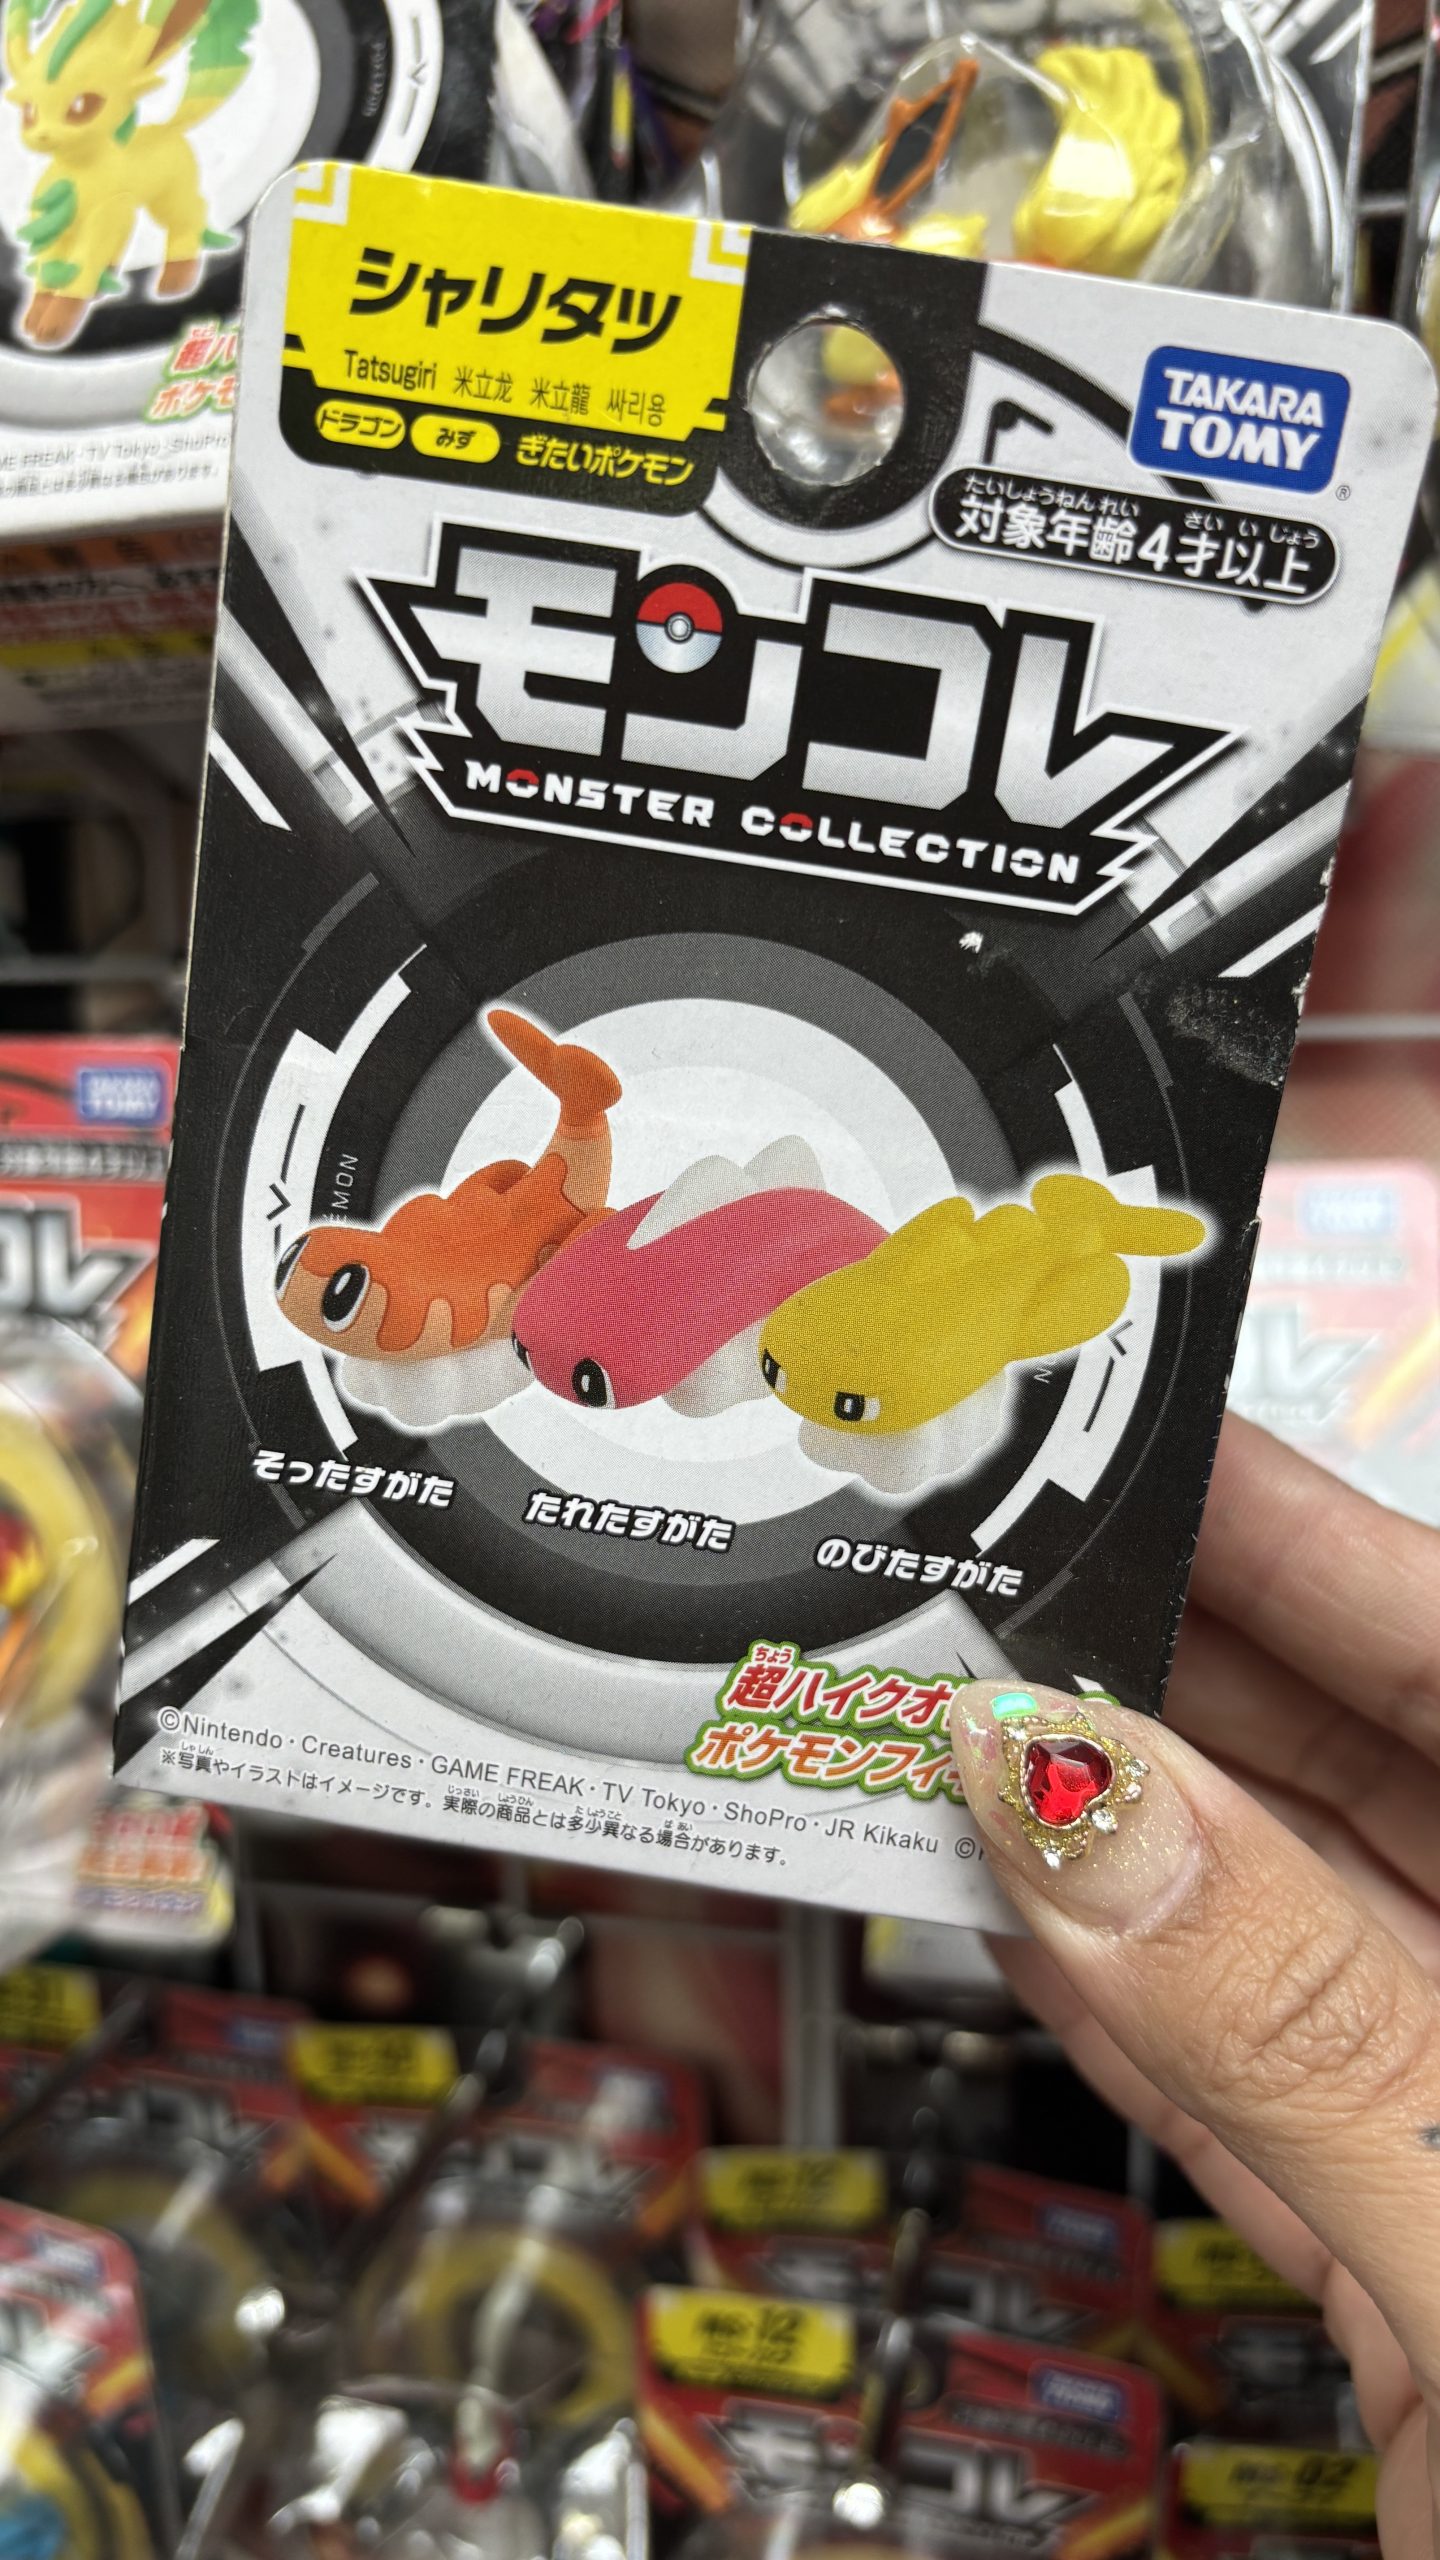 シャリタツ
Tatsugiri 米立龙 米立龍 싸리용
ドラゴン みず ぎたいポケモン
TAKARA
TOMY
®
たいしょうねんれい さいいじょう
対象年齢4才以上
モンコレ
MONSTER COLLECTION
そったすがた
たれたすがた
のびたすがた
ちょう
超ハイクオ
ポケモンフィ
©Nintendo・Creatures・GAME FREAK・TV Tokyo・ShoPro・JR Kikaku ©
しゃしん じっさい しょうひん たしょうこと ばあい
※写真やイラストはイメージです。実際の商品とは多少異なる場合があります。
TAKARA
TOMY